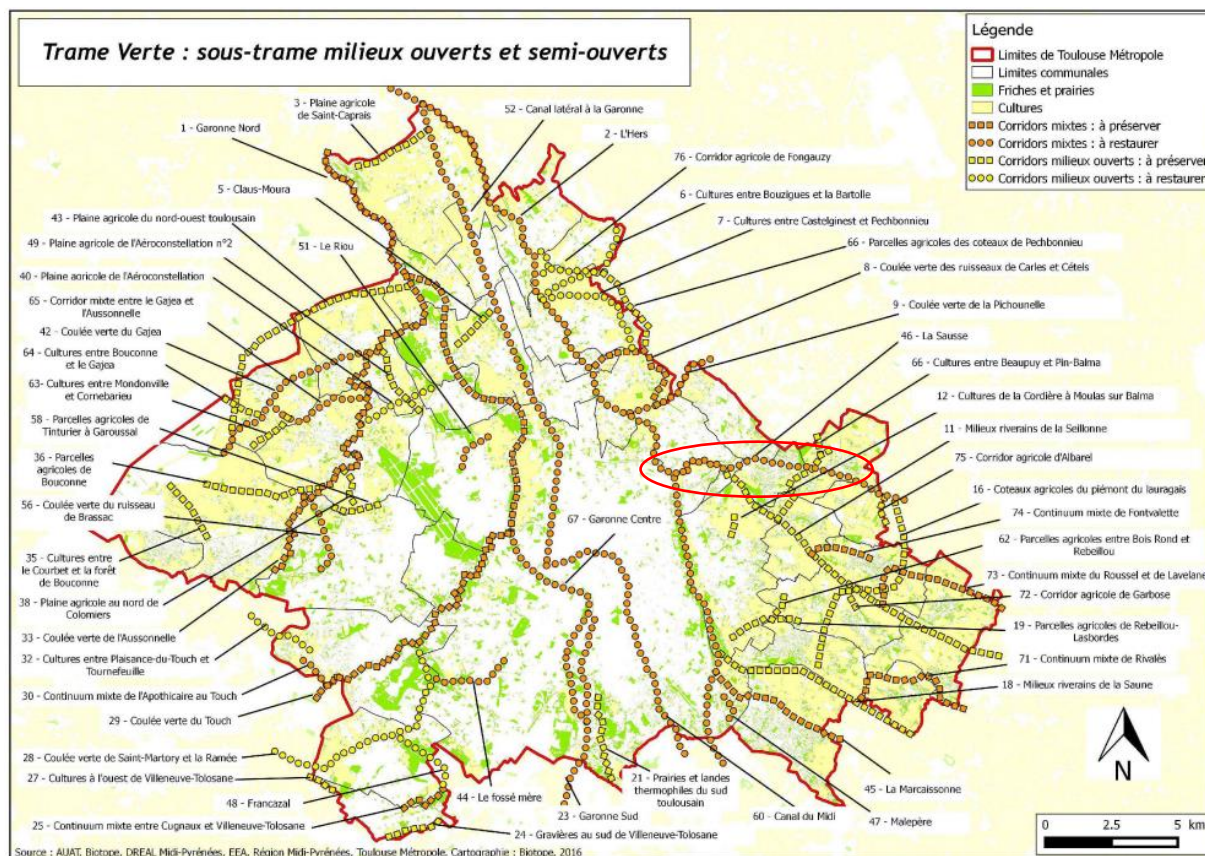 Trame Verte : sous-trame milieux ouverts et semi-ouverts
Légende
Limites de Toulouse Métropole
Limites communales
Friches et prairies
Cultures
Corridors mixtes : à préserver
Corridors mixtes : à restaurer
Corridors milieux ouverts : à préserver
Corridors milieux ouverts : à restaurer
3 - Plaine agricole
de Saint-Caprais
52 - Canal latéral à la Garonne
1 - Garonne Nord
2 - L'Hers
76 - Corridor agricole de Fongauzy
5 - Claus-Moura
6 - Cultures entre Bouzigues et la Bartolle
43 - Plaine agricole du nord-ouest toulousain
7 - Cultures entre Castelginest et Pechbonnieu
49 - Plaine agricole de l'Aéroconstellation n°2
51 - Le Riou
66 - Parcelles agricoles des coteaux de Pechbonnieu
40 - Plaine agricole de l'Aéroconstellation
8 - Coulée verte des ruisseaux de Carles et Cétels
65 - Corridor mixte entre le Gajea et
l'Aussonnelle
9 - Coulée verte de la Pichounelle
42 - Coulée verte du Gajea
46 - La Sausse
64 - Cultures entre Bouconne
et le Gajea
66 - Cultures entre Beaupuy et Pin-Balma
63- Cultures entre Mondonville
et Cornebarieu
12 - Cultures de la Cordière à Moulas sur Balma
58 - Parcelles agricoles de
Tinturier à Garoussal
11 - Milieux riverains de la Seillonne
36 - Parcelles
agricoles de
Bouconne
75 - Corridor agricole d'Albarel
16 - Coteaux agricoles du piémont du lauragais
56 - Coulée verte du ruisseau
de Brassac
74 - Continuum mixte de Fontvalette
67 - Garonne Centre
62 - Parcelles agricoles entre Bois Rond et
Rebeillou
35 - Cultures entre
le Courbet et la forêt
de Bouconne
73 - Continuum mixte du Roussel et de Lavelane
38 - Plaine agricole au nord de
Colomiers
72 - Corridor agricole de Garbose
33 - Coulée verte de l'Aussonnelle
19 - Parcelles agricoles de Rebeillou-
Lasbordes
32 - Cultures entre Plaisance-du-Touch et
Tournefeuille
71 - Continuum mixte de Rivalès
30 - Continuum mixte de l'Apothicaire au Touch
18 - Milieux riverains de la Saune
29 - Coulée verte du Touch
28 - Coulée verte de Saint-Martory et la Ramée
27 - Cultures à l'ouest de Villeneuve-Tolosane
48 - Francazal
44 - Le fossé mère
21 - Prairies et landes
thermophiles du sud
toulousain
45 - La Marcaissonne
25 - Continuum mixte entre Cugnaux et Villeneuve-Tolosane
23 - Garonne Sud
60 - Canal du Midi
47 - Malepère
24 - Gravières au sud de Villeneuve-Tolosane
N
0 2.5 5 km
Source : AUAT, Biotope, DREAL Midi-Pyrénées, EEA, Région Midi-Pyrénées, Toulouse Métropole. Cartographie : Biotope, 2016